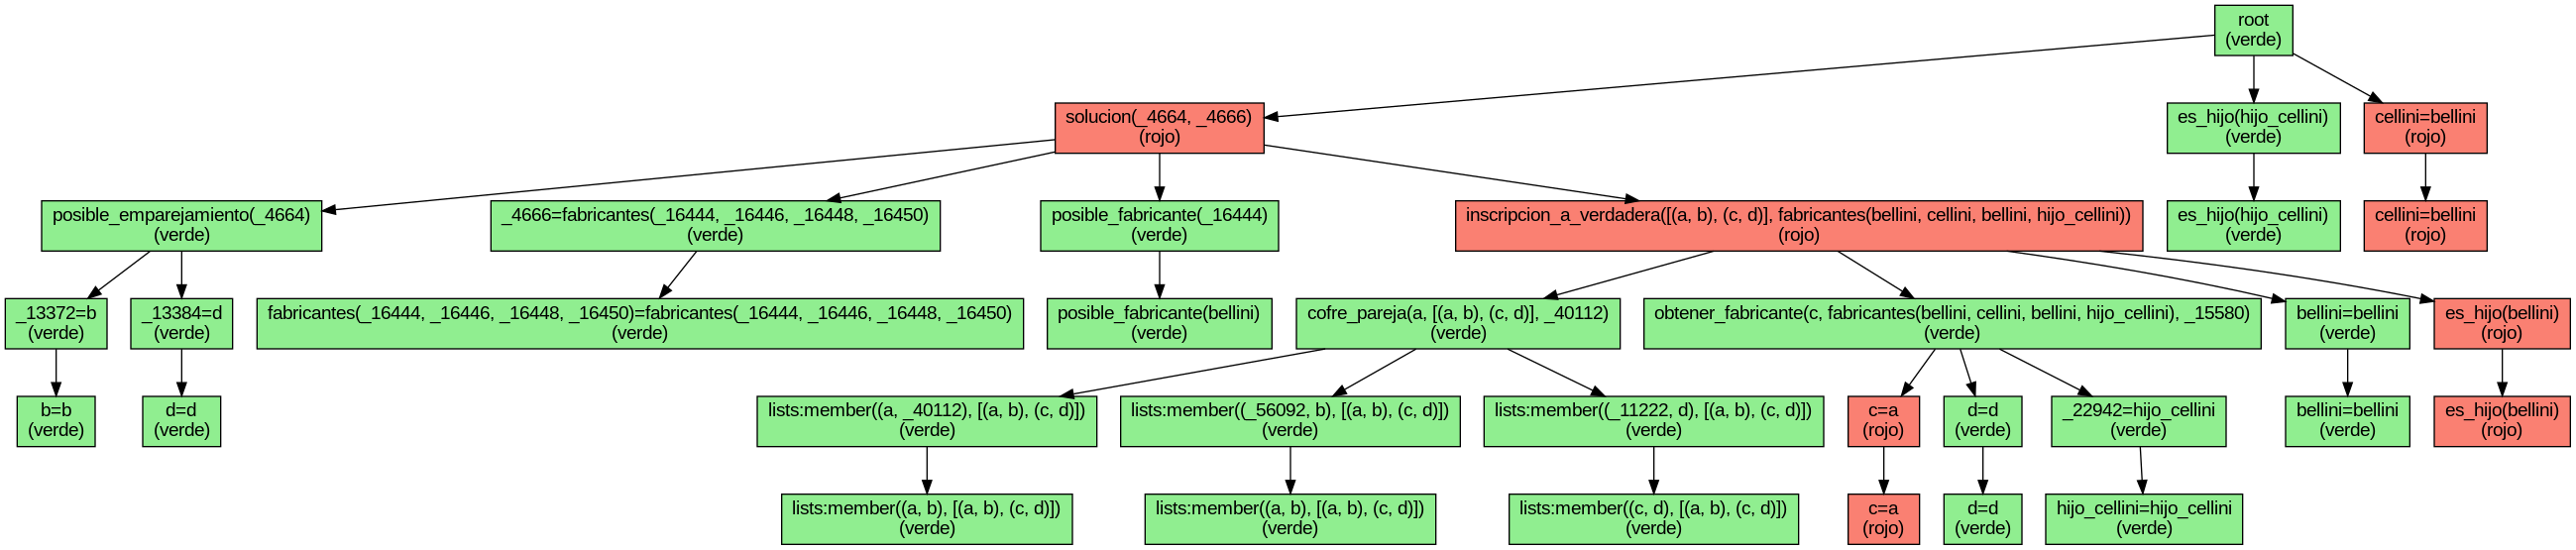 root
(verde)
solucion(_4664, _4666)
(rojo)
es_hijo(hijo_cellini)
(verde)
cellini=bellini
(rojo)
posible_emparejamiento(_4664)
(verde)
_4666=fabricantes(_16444, _16446, _16448, _16450)
(verde)
posible_fabricante(_16444)
(verde)
inscripcion_a_verdadera([(a, b), (c, d)], fabricantes(bellini, cellini, bellini, hijo_cellini))
(rojo)
es_hijo(hijo_cellini)
(verde)
cellini=bellini
(rojo)
_13372=b
(verde)
_13384=d
(verde)
fabricantes(_16444, _16446, _16448, _16450)=fabricantes(_16444, _16446, _16448, _16450)
(verde)
posible_fabricante(bellini)
(verde)
cofre_pareja(a, [(a, b), (c, d)], _40112)
(verde)
obtener_fabricante(c, fabricantes(bellini, cellini, bellini, hijo_cellini), _15580)
(verde)
bellini=bellini
(verde)
es_hijo(bellini)
(rojo)
b=b
(verde)
d=d
(verde)
lists:member((a, _40112), [(a, b), (c, d)])
(verde)
lists:member((_56092, b), [(a, b), (c, d)])
(verde)
lists:member((_11222, d), [(a, b), (c, d)])
(verde)
c=a
(rojo)
d=d
(verde)
_22942=hijo_cellini
(verde)
bellini=bellini
(verde)
es_hijo(bellini)
(rojo)
lists:member((a, b), [(a, b), (c, d)])
(verde)
lists:member((a, b), [(a, b), (c, d)])
(verde)
lists:member((c, d), [(a, b), (c, d)])
(verde)
c=a
(rojo)
d=d
(verde)
hijo_cellini=hijo_cellini
(verde)